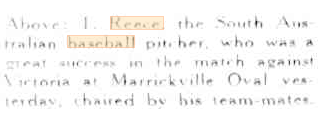 Above: 1. Reece, the South Aus-
tralian baseball pitcher, who was a
great success in the match against
Victoria at Marrickville Oval yes-
terday, chaired by his team-mates.